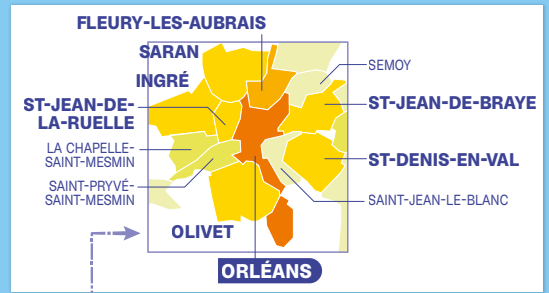 FLEURY-LES-AUBRAIS
SARAN
SEMOY
INGRÉ
ST-JEAN-DE-
LA-RUELLE
ST-JEAN-DE-BRAYE
LA CHAPELLE-
SAINT-MESMIN
ST-DENIS-EN-VAL
SAINT-PRYVÉ-
SAINT-MESMIN
SAINT-JEAN-LE-BLANC
OLIVET
ORLÉANS